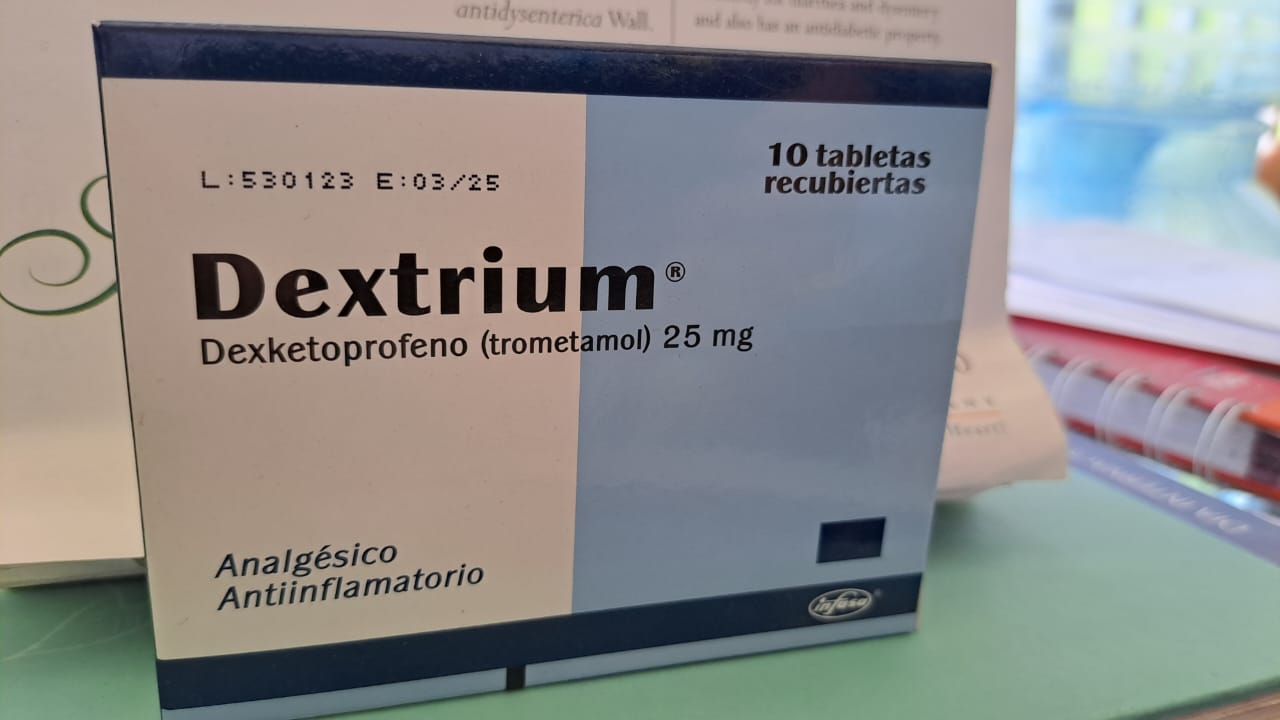 antidysenterica Wall.
and also has an antidiabetic property.
L:530123 E:03/25
10 tabletas
recubiertas
Dextrium®
Dexketoprofeno (trometamol) 25 mg
Analgésico
Antiinflamatorio
infasa